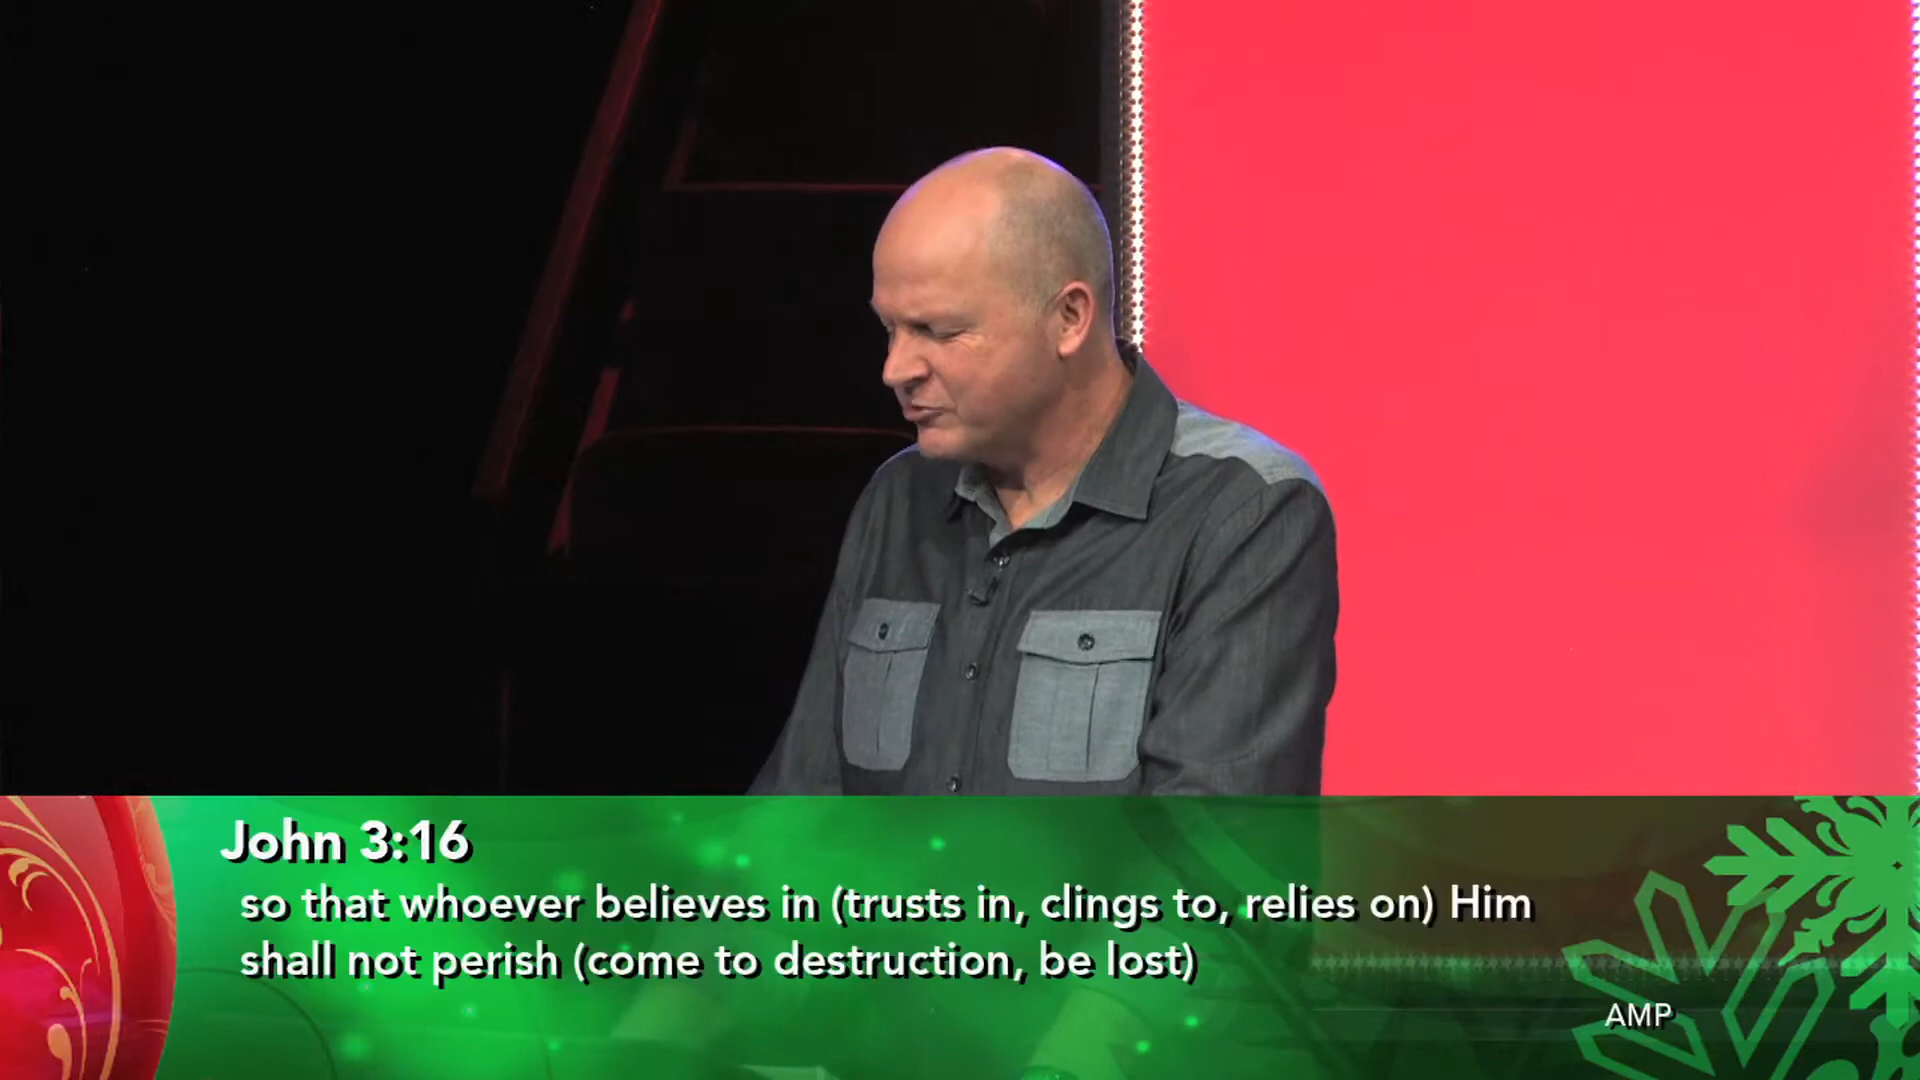 John 3:16
so that whoever believes in (trusts in, clings to, relies on) Him
shall not perish (come to destruction, be lost)
AMP